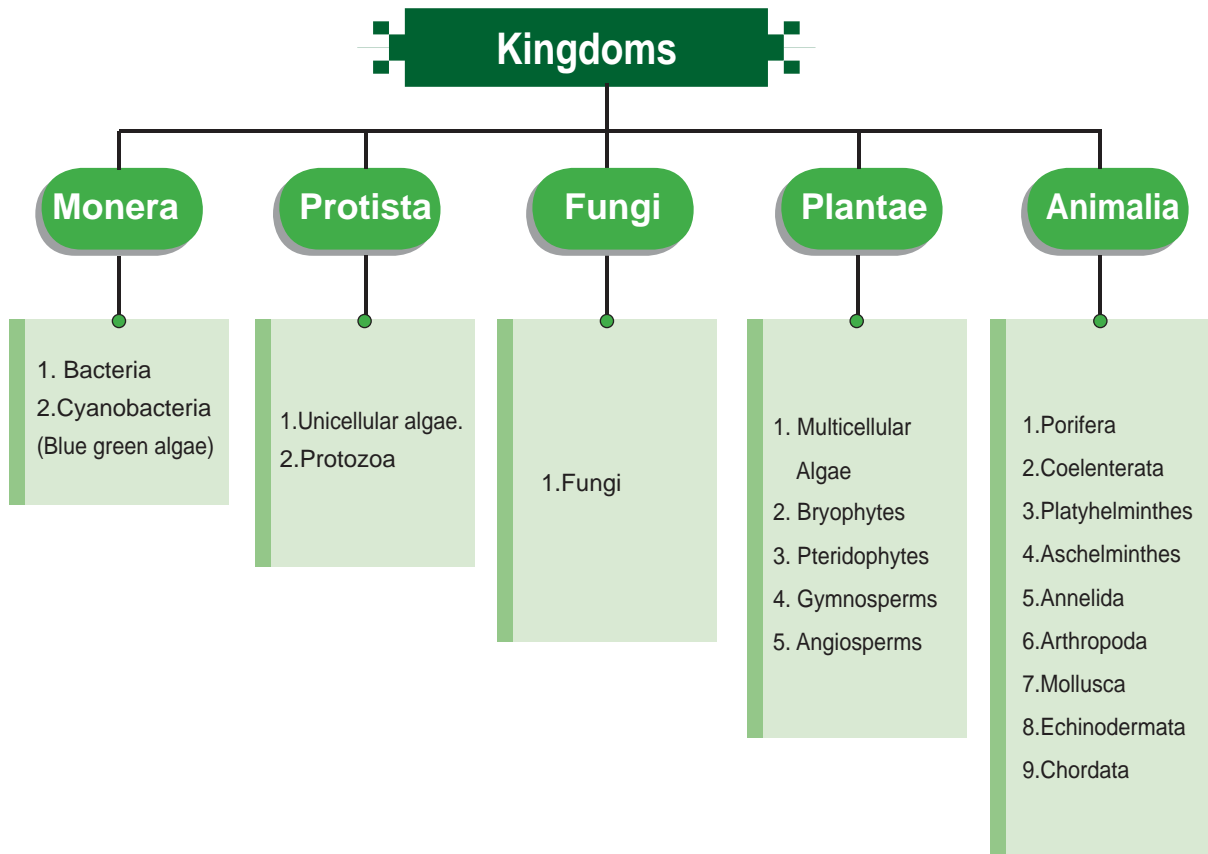 Kingdoms
Monera
Protista
Fungi
Plantae
Animalia
1. Bacteria
2.Cyanobacteria
(Blue green algae)
1.Unicellular algae.
2.Protozoa
1.Fungi
1. Multicellular
Algae
2. Bryophytes
3. Pteridophytes
4. Gymnosperms
5. Angiosperms
1.Porifera
2.Coelenterata
3.Platyhelminthes
4.Aschelminthes
5.Annelida
6.Arthropoda
7.Mollusca
8.Echinodermata
9.Chordata